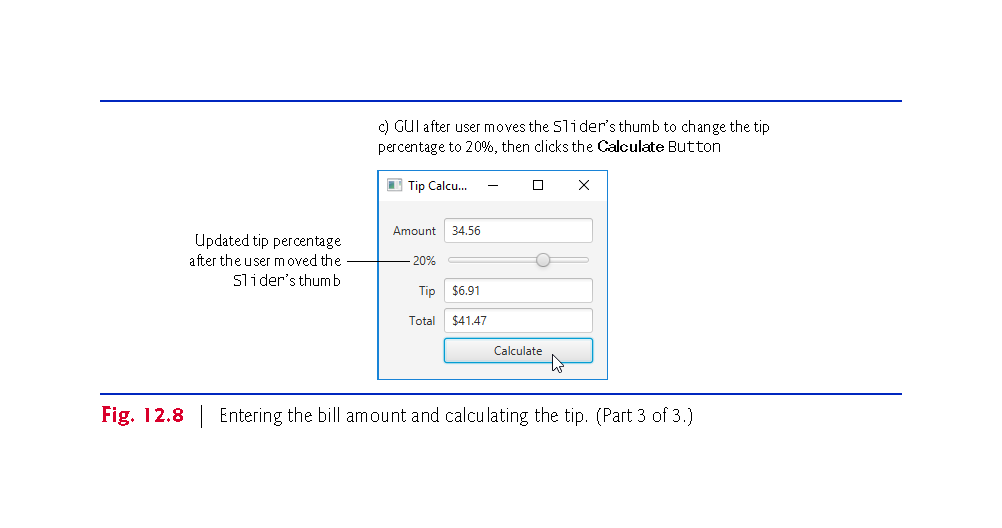 c) GUI after user moves the Slider's thumb to change the tip
percentage to 20%, then clicks the Calculate Button
Tip Calcu...
Amount 34.56
Updated tip percentage
after the user moved the
Slider's thumb
20%
Tip $6.91
Total $41.47
Calculate
Fig. 12.8 | Entering the bill amount and calculating the tip. (Part 3 of 3.)